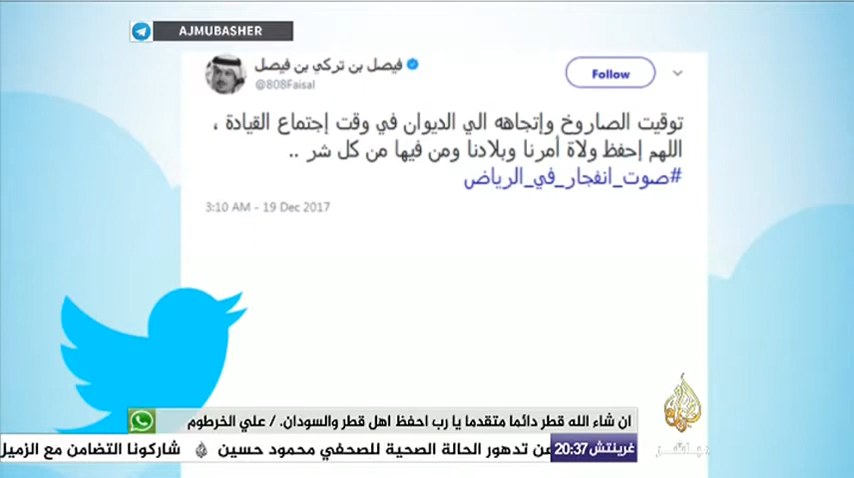 AJMUBASHER
فيصل بن تركي بن فيصل
@808Faisal
Follow
توقيت الصاروخ وإتجاهه الي الديوان في وقت إجتماع القيادة ،
اللهم إحفظ ولاة أمرنا وبلادنا ومن فيها من كل شر ..
#صوت_انفجار_في_الرياض
3:10 AM - 19 Dec 2017
ان شاء الله قطر دائما متقدما يا رب احفظ اهل قطر والسودان. / علي الخرطوم
غرينتش 20:37
عن تدهور الحالة الصحية للصحفي محمود حسين
شاركونا التضامن مع الزميل
مباشر